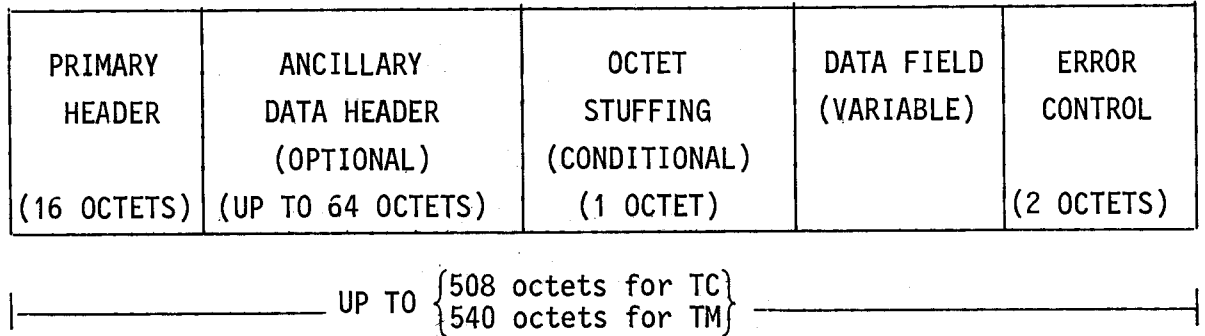 PRIMARY HEADER (16 OCTETS)
ANCILLARY DATA HEADER (OPTIONAL) (UP TO 64 OCTETS)
OCTET STUFFING (CONDITIONAL) (1 OCTET)
DATA FIELD (VARIABLE)
ERROR CONTROL (2 OCTETS)
UP TO
508 octets for TC
540 octets for TM